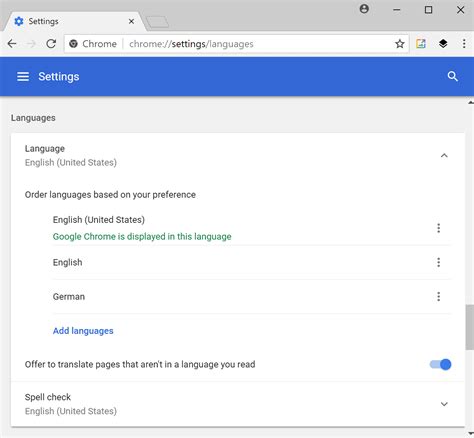 Settings
Chrome
chrome://settings/languages
Settings
Languages
Language
English (United States)
Order languages based on your preference
English (United States)
Google Chrome is displayed in this language
English
German
Add languages
Offer to translate pages that aren't in a language you read
Spell check
English (United States)